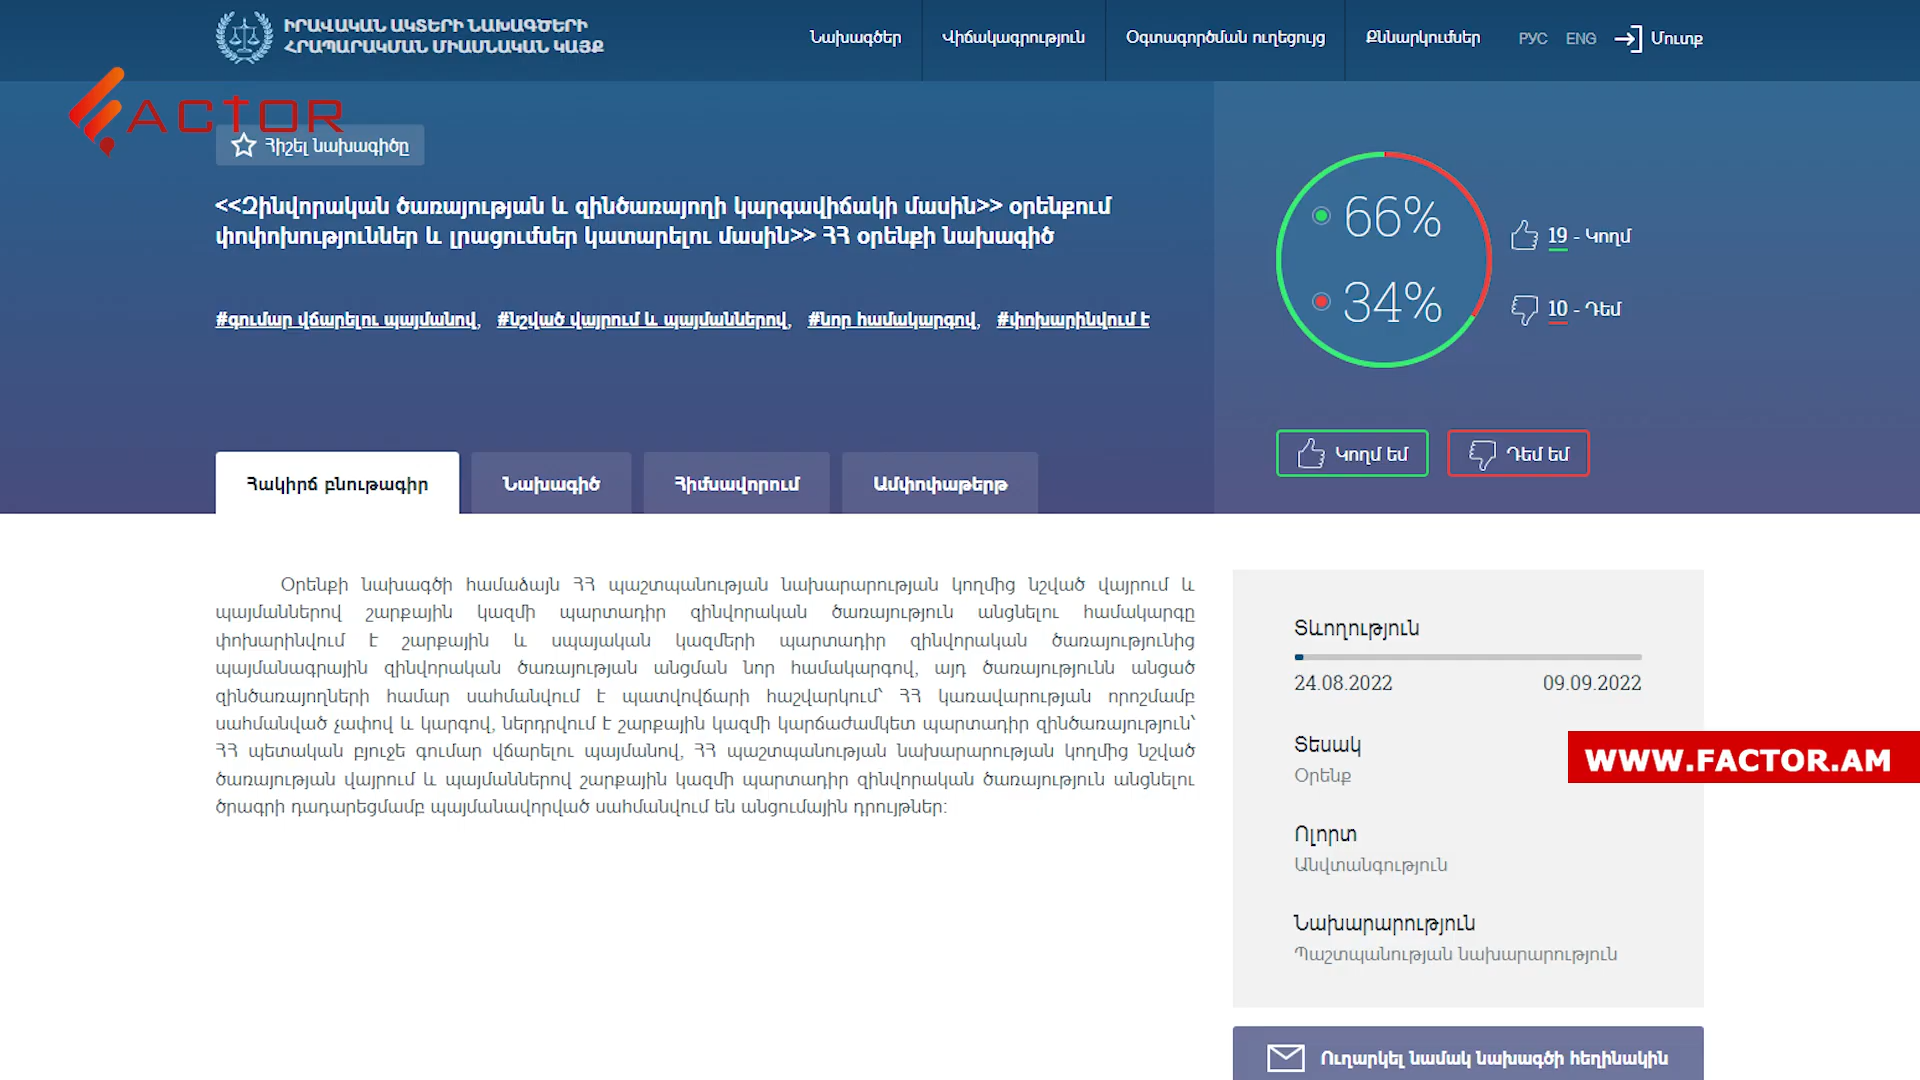 ԻՐԱՎԱԿԱՆ ԱԿՏԵՐԻ ՆԱԽԱԳԾԵՐԻ
ՀՐԱՊԱՐԱԿՄԱՆ ՄԻԱՍՆԱԿԱՆ ԿԱՅՔ
Նախագծեր
Վիճակագրություն
Օգտագործման ուղեցույց
Քննարկումներ
РУС
ENG
Մուտք
FACTOR
Հիշել նախագիծը
<<Զինվորական ծառայության և զինծառայողի կարգավիճակի մասին>> օրենքում
փոփոխություններ և լրացումներ կատարելու մասին>> ՀՀ օրենքի նախագիծ
#գումար վճարելու պայմանով, #նշված վայրում և պայմաններով, #նոր համակարգով, #փոխարինվում է
66%
34%
19 - Կողմ
10 - Դեմ
Կողմ եմ
Դեմ եմ
Հակիրճ բնութագիր
Նախագիծ
Հիմնավորում
Ամփոփաթերթ
Օրենքի նախագծի համաձայն ՀՀ պաշտպանության նախարարության կողմից նշված վայրում և
պայմաններով շարքային կազմի պարտադիր զինվորական ծառայություն անցնելու համակարգը
փոխարինվում է շարքային և սպայական կազմերի պարտադիր զինվորական ծառայությունից
պայմանագրային զինվորական ծառայության անցման նոր համակարգով, այդ ծառայությունն անցած
զինծառայողների համար սահմանվում է պատվովճարի հաշվարկում՝ ՀՀ կառավարության որոշմամբ
սահմանված չափով և կարգով, ներդրվում է շարքային կազմի կարճաժամկետ պարտադիր զինծառայություն՝
ՀՀ պետական բյուջե գումար վճարելու պայմանով, ՀՀ պաշտպանության նախարարության կողմից նշված
ծառայության վայրում և պայմաններով շարքային կազմի պարտադիր զինվորական ծառայություն անցնելու
ծրագրի դադարեցմամբ պայմանավորված սահմանվում են անցումային դրույթներ:
Տևողություն
24.08.2022
09.09.2022
Տեսակ
Օրենք
WWW.FACTOR.AM
Ոլորտ
Անվտանգություն
Նախարարություն
Պաշտպանության նախարարություն
Ուղարկել նամակ նախագծի հեղինակին